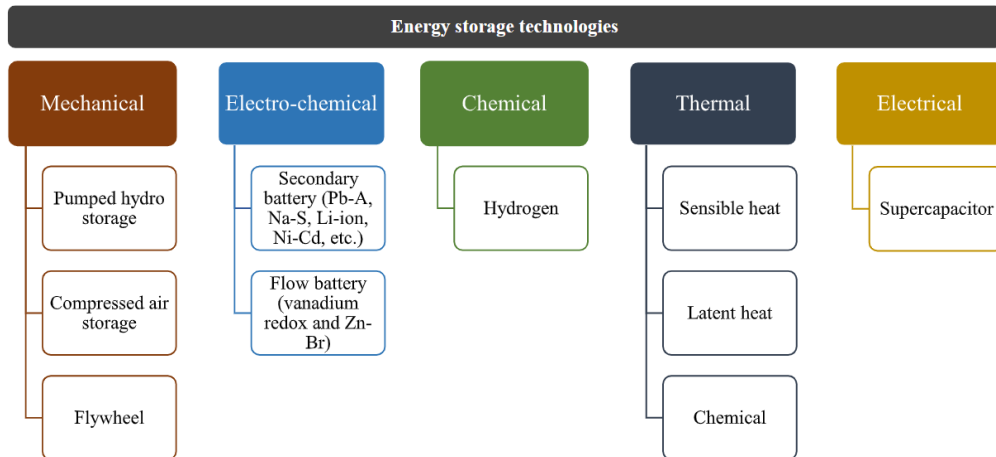 Energy storage technologies
Mechanical
Pumped hydro
storage
Compressed air
storage
Flywheel
Electro-chemical
Secondary
battery (Pb-A,
Na-S, Li-ion,
Ni-Cd, etc.)
Flow battery
(vanadium
redox and Zn-
Br)
Chemical
Hydrogen
Thermal
Sensible heat
Latent heat
Chemical
Electrical
Supercapacitor